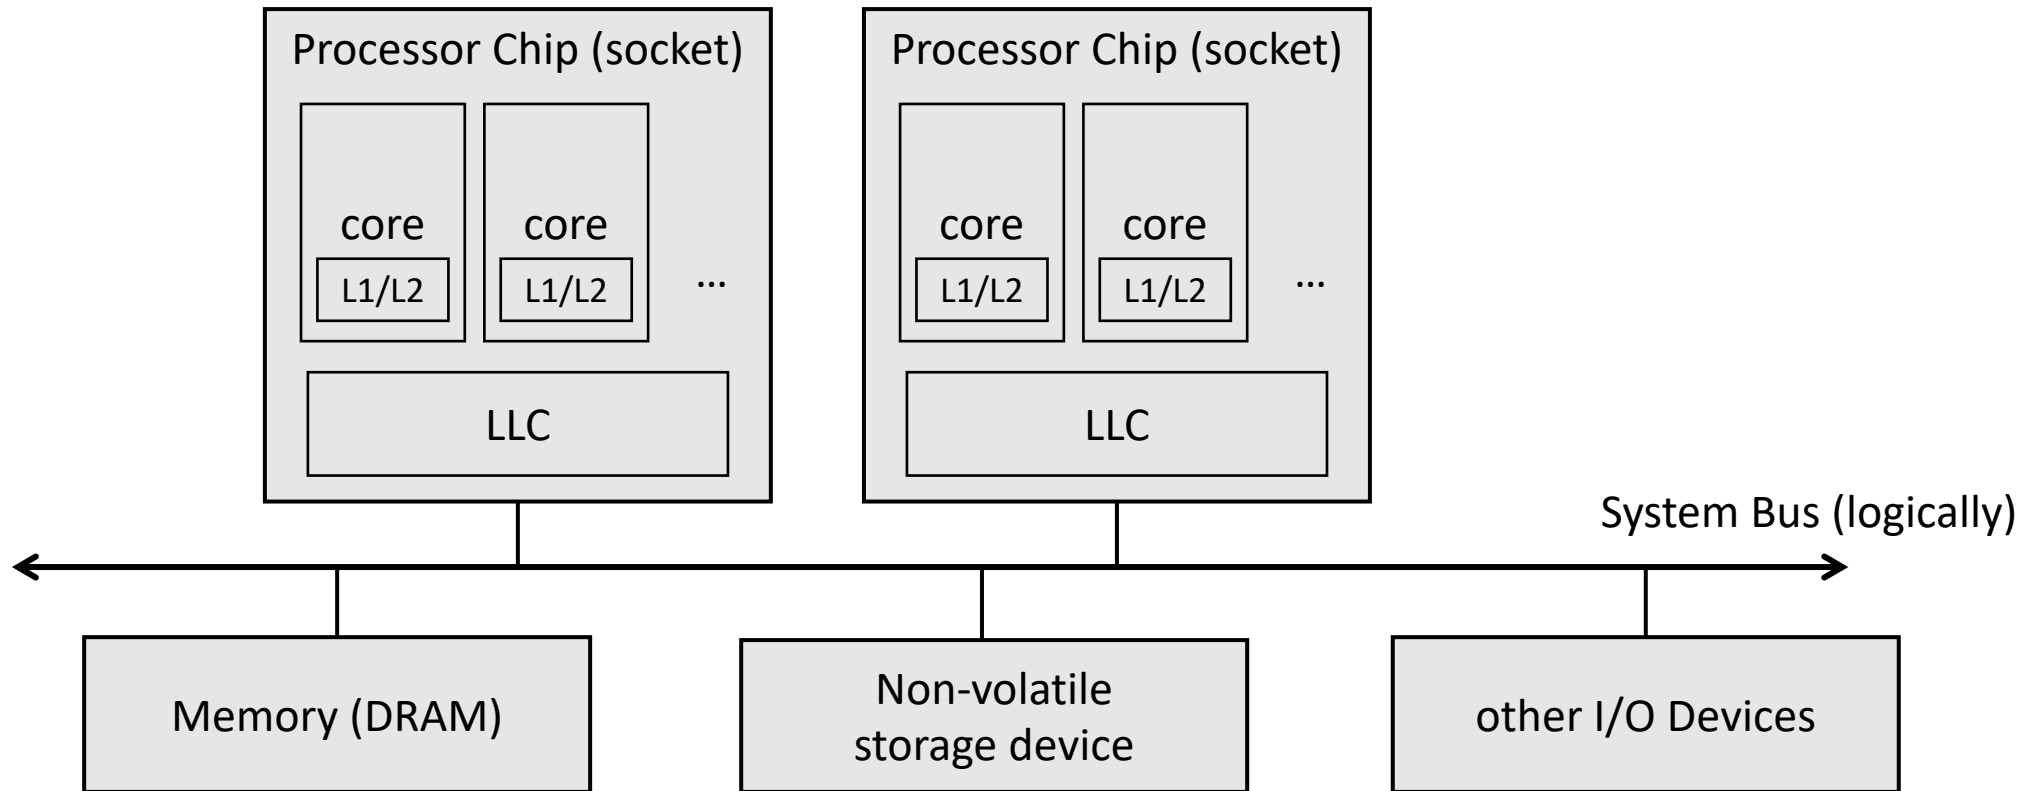 Processor Chip (socket)
core
L1/L2
core
L1/L2
...
LLC
Processor Chip (socket)
core
L1/L2
core
L1/L2
...
LLC
System Bus (logically)
Memory (DRAM)
Non-volatile
storage device
other I/O Devices